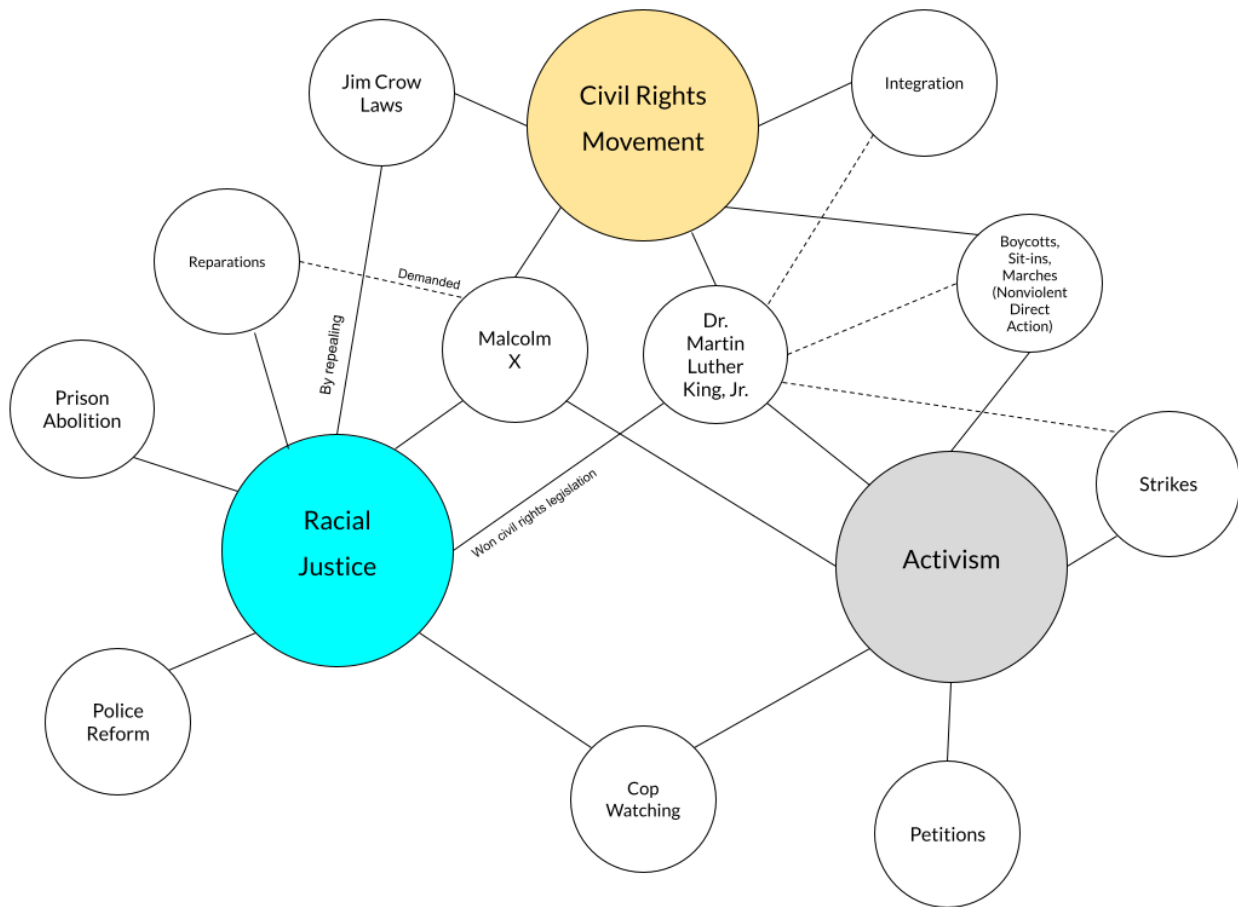 Jim Crow
Laws
Civil Rights
Movement
Integration
Reparations
Demanded
By repealing
Malcolm
X
Dr.
Martin
Luther
King, Jr.
Boycotts,
Sit-ins,
Marches
(Nonviolent
Direct
Action)
Prison
Abolition
Racial
Justice
Won civil rights legislation
Activism
Strikes
Police
Reform
Cop
Watching
Petitions